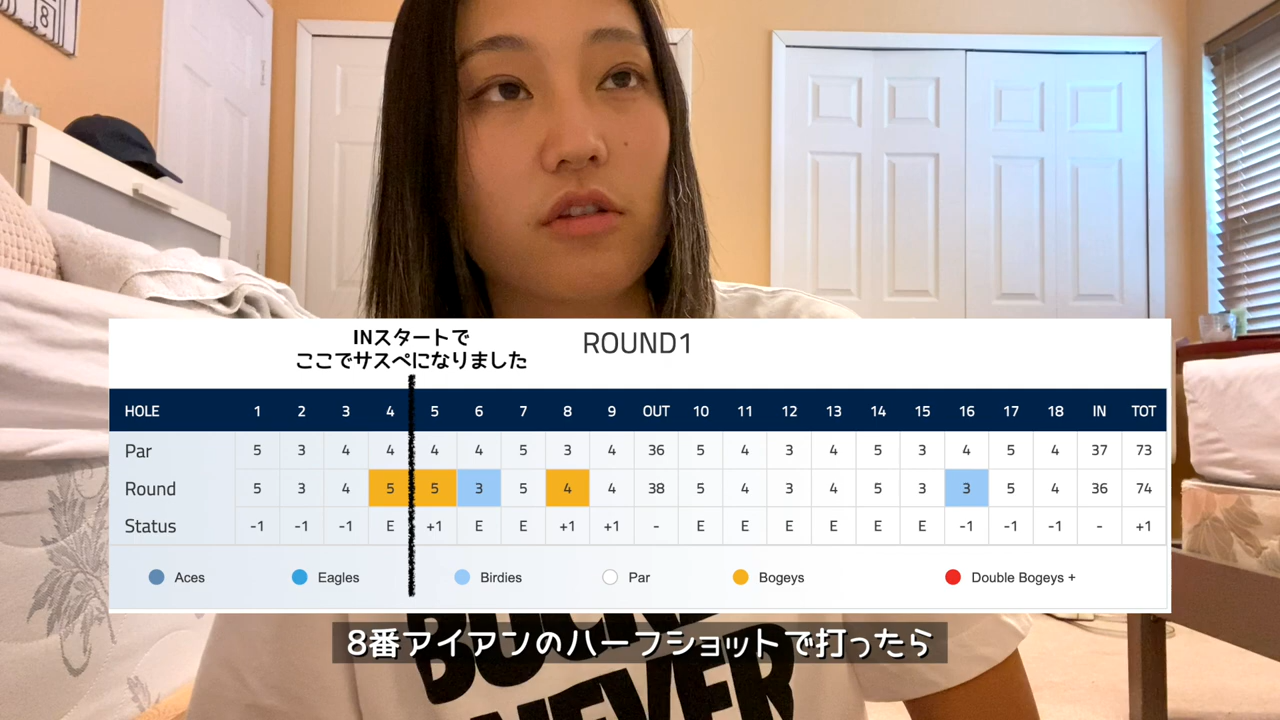 8
INスタートで
ここでサスペになりました
ROUND1
HOLE 1 2 3 4 5 6 7 8 9 OUT 10 11 12 13 14 15 16 17 18 IN TOT
Par 5 3 4 4 4 4 5 3 4 36 5 4 3 4 5 3 4 5 4 37 73
Round 5 3 4 5 5 3 5 4 4 38 5 4 3 4 5 3 3 5 4 36 74
Status -1 -1 -1 E +1 E E +1 +1 - E E E E E E -1 -1 -1 - +1
Aces Eagles Birdies Par Bogeys Double Bogeys +
8番アイアンのハーフショットで打ったら
NEVER